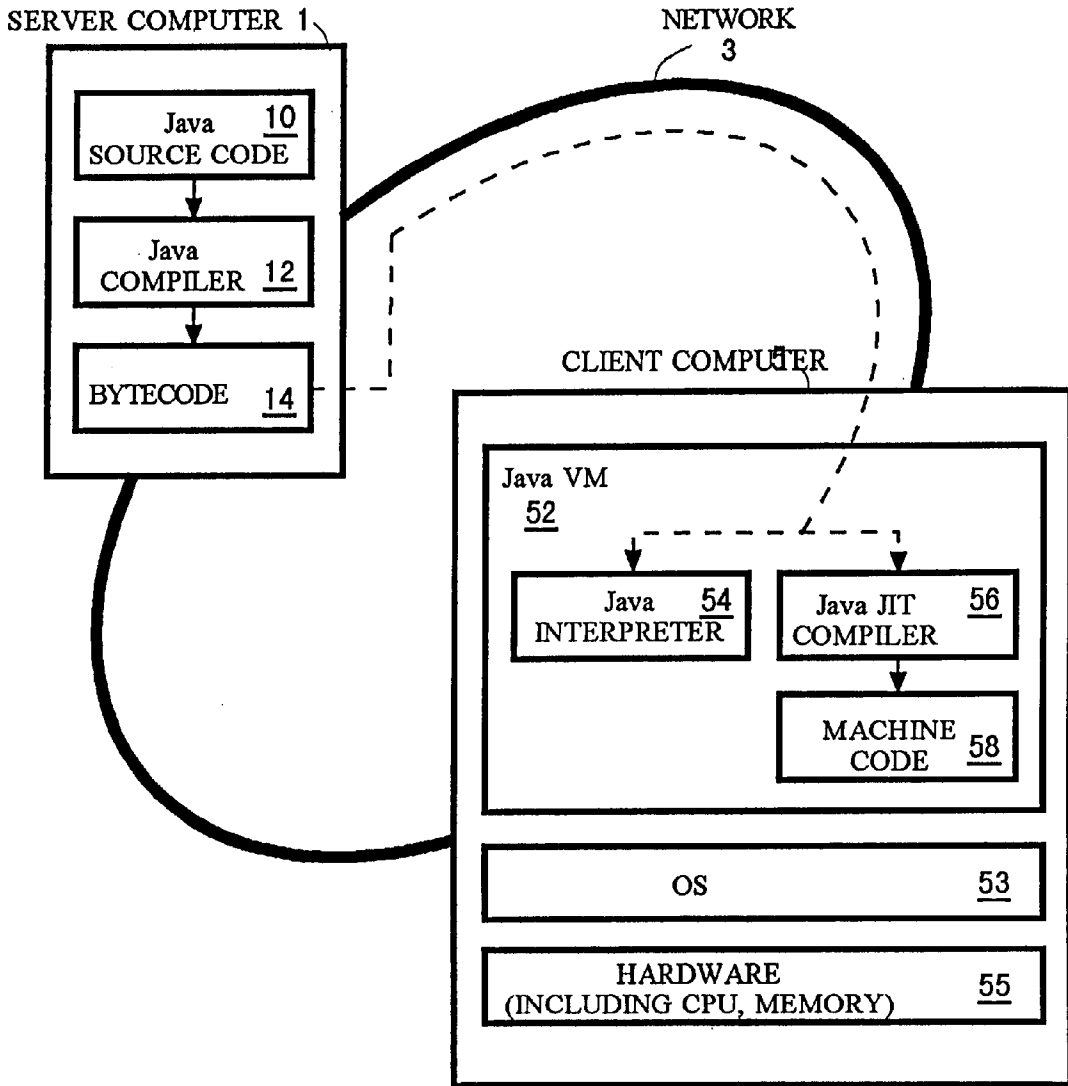 SERVER COMPUTER 1
NETWORK
3
Java 10
SOURCE CODE
Java
COMPILER 12
BYTECODE 14
CLIENT COMPUTER 5
Java VM
52
Java 54
INTERPRETER
Java JIT 56
COMPILER
MACHINE
CODE 58
OS 53
HARDWARE
(INCLUDING CPU, MEMORY) 55